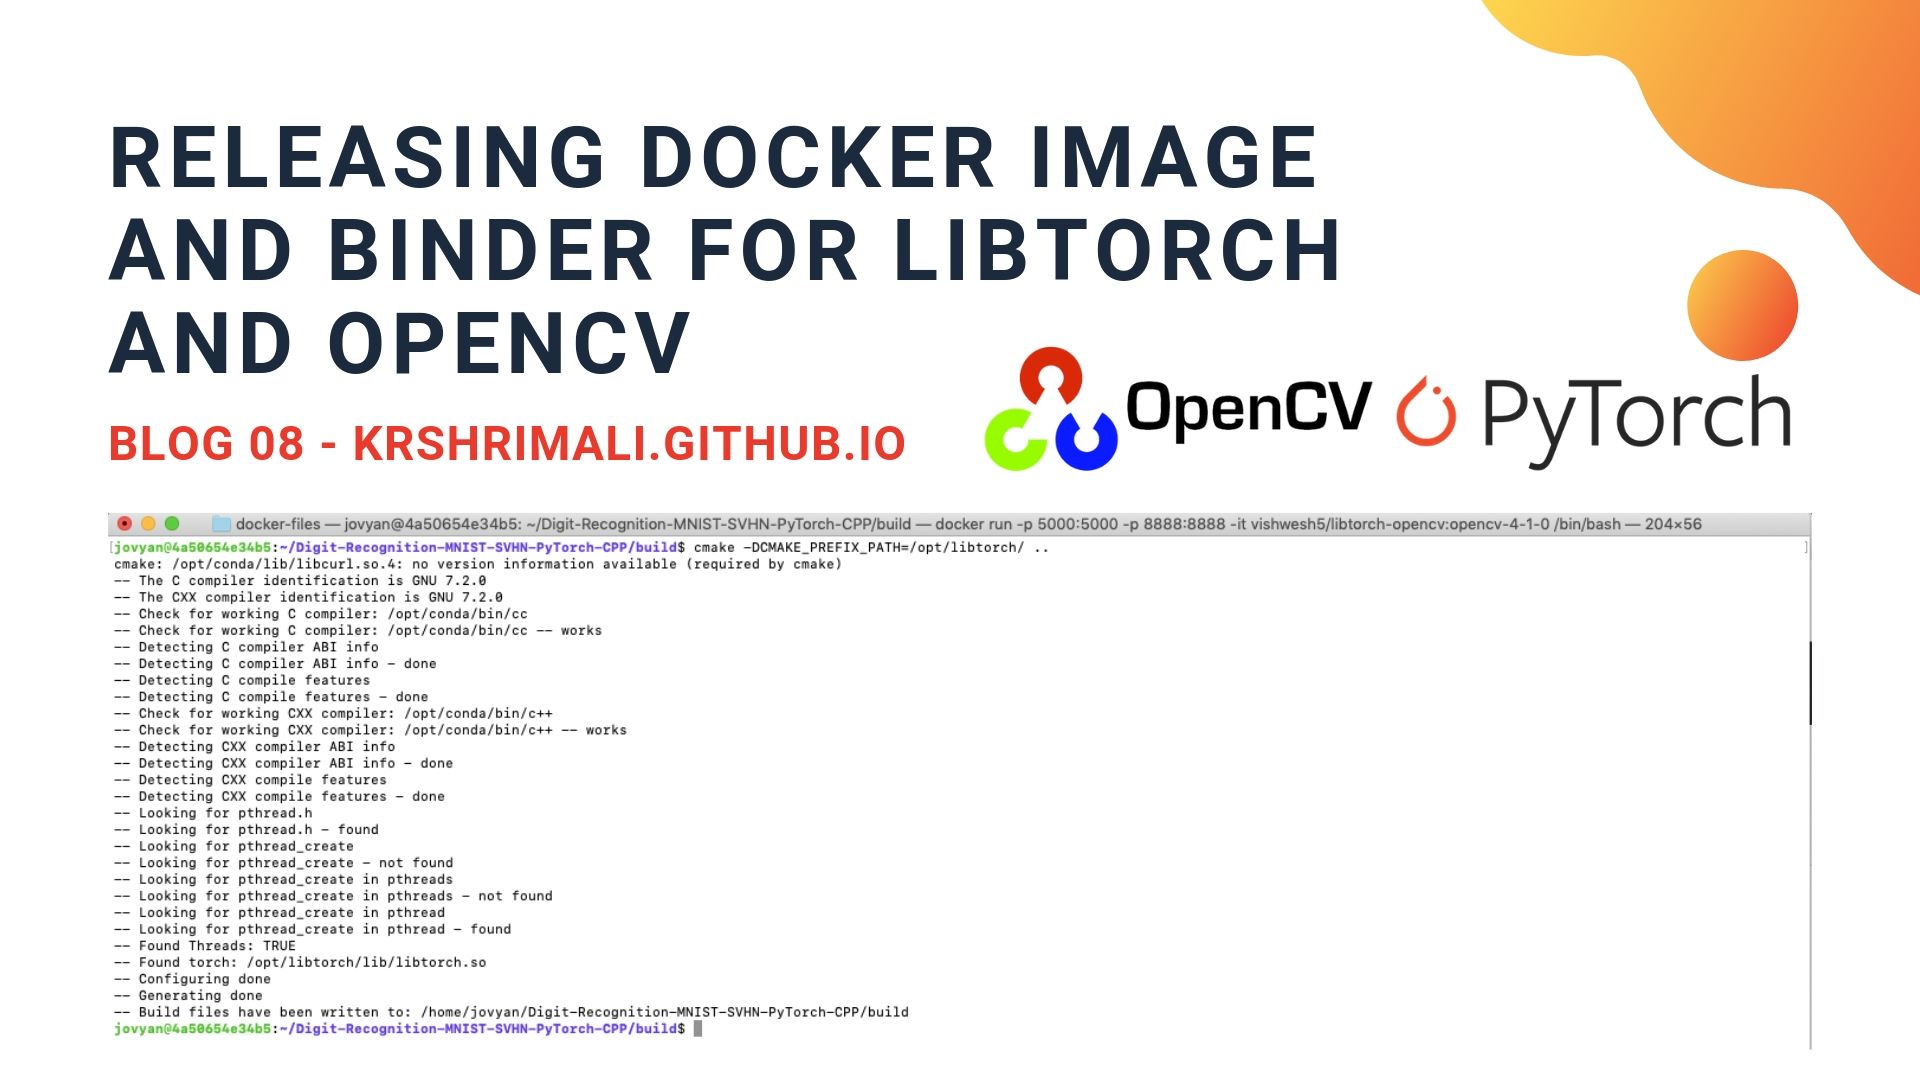 RELEASING DOCKER IMAGE
AND BINDER FOR LIBTORCH
AND OPENCV
OpenCV PyTorch
BLOG 08 - KRSHRIMALI.GITHUB.IO
docker-files — jovyan@4a50654e34b5: ~/Digit-Recognition-MNIST-SVHN-PyTorch-CPP/build — docker run -p 5000:5000 -p 8888:8888 -it vishwesh5/libtorch-opencv:opencv-4-1-0 /bin/bash — 204×56
[jovyan@4a50654e34b5:~/Digit-Recognition-MNIST-SVHN-PyTorch-CPP/build$ cmake -DCMAKE_PREFIX_PATH=/opt/libtorch/ .. ]
cmake: /opt/conda/lib/libcurl.so.4: no version information available (required by cmake)
-- The C compiler identification is GNU 7.2.0
-- The CXX compiler identification is GNU 7.2.0
-- Check for working C compiler: /opt/conda/bin/cc
-- Check for working C compiler: /opt/conda/bin/cc -- works
-- Detecting C compiler ABI info
-- Detecting C compiler ABI info - done
-- Detecting C compile features
-- Detecting C compile features - done
-- Check for working CXX compiler: /opt/conda/bin/c++
-- Check for working CXX compiler: /opt/conda/bin/c++ -- works
-- Detecting CXX compiler ABI info
-- Detecting CXX compiler ABI info - done
-- Detecting CXX compile features
-- Detecting CXX compile features - done
-- Looking for pthread.h
-- Looking for pthread.h - found
-- Looking for pthread_create
-- Looking for pthread_create - not found
-- Looking for pthread_create in pthreads
-- Looking for pthread_create in pthreads - not found
-- Looking for pthread_create in pthread
-- Looking for pthread_create in pthread - found
-- Found Threads: TRUE
-- Found torch: /opt/libtorch/lib/libtorch.so
-- Configuring done
-- Generating done
-- Build files have been written to: /home/jovyan/Digit-Recognition-MNIST-SVHN-PyTorch-CPP/build
jovyan@4a50654e34b5:~/Digit-Recognition-MNIST-SVHN-PyTorch-CPP/build$